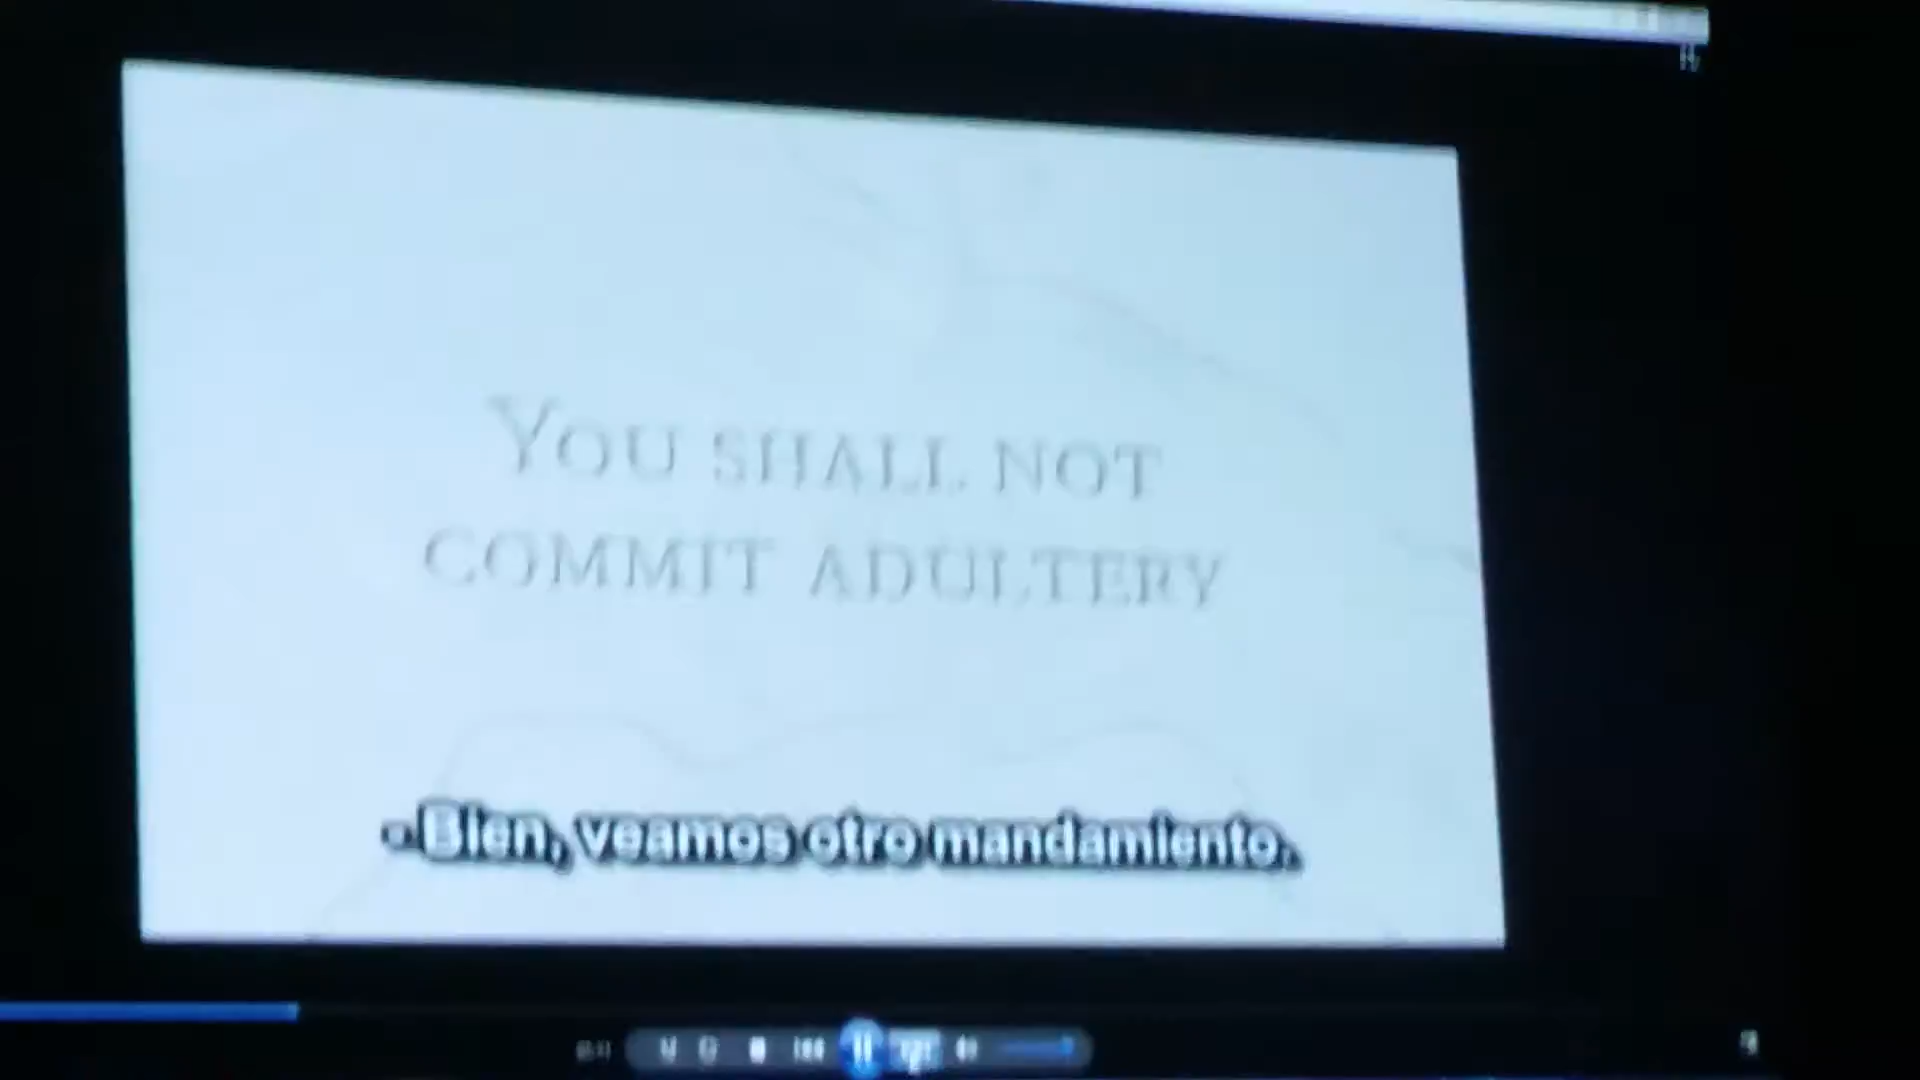 YOU SHALL NOT
COMMIT ADULTERY
- Bien, veamos otro mandamiento.